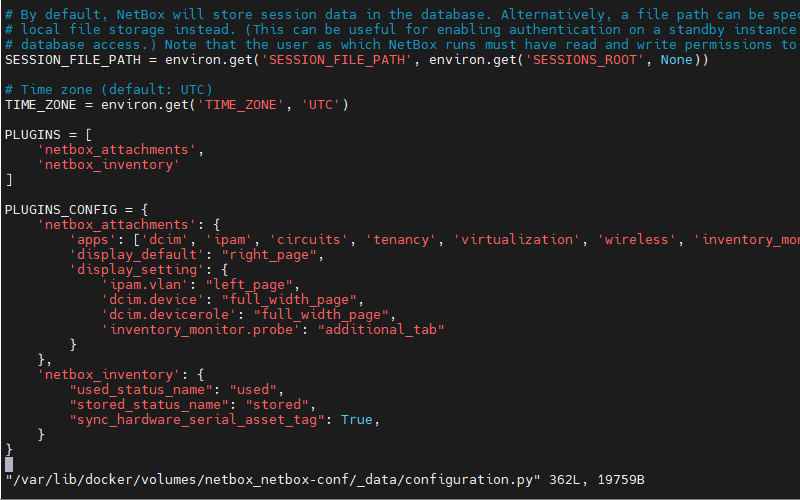 # By default, NetBox will store session data in the database. Alternatively, a file path can be spe
# local file storage instead. (This can be useful for enabling authentication on a standby instance
# database access.) Note that the user as which NetBox runs must have read and write permissions to
SESSION_FILE_PATH = environ.get('SESSION_FILE_PATH', environ.get('SESSIONS_ROOT', None))
# Time zone (default: UTC)
TIME_ZONE = environ.get('TIME_ZONE', 'UTC')
PLUGINS = [
    'netbox_attachments',
    'netbox_inventory'
]
PLUGINS_CONFIG = {
    'netbox_attachments': {
        'apps': ['dcim', 'ipam', 'circuits', 'tenancy', 'virtualization', 'wireless', 'inventory_mon
        'display_default': "right_page",
        'display_setting': {
            'ipam.vlan': "left_page",
            'dcim.device': "full_width_page",
            'dcim.devicerole': "full_width_page",
            'inventory_monitor.probe': "additional_tab"
        }
    },
    'netbox_inventory': {
        "used_status_name": "used",
        "stored_status_name": "stored",
        "sync_hardware_serial_asset_tag": True,
    }
}
"/var/lib/docker/volumes/netbox_netbox-conf/_data/configuration.py" 362L, 19759B